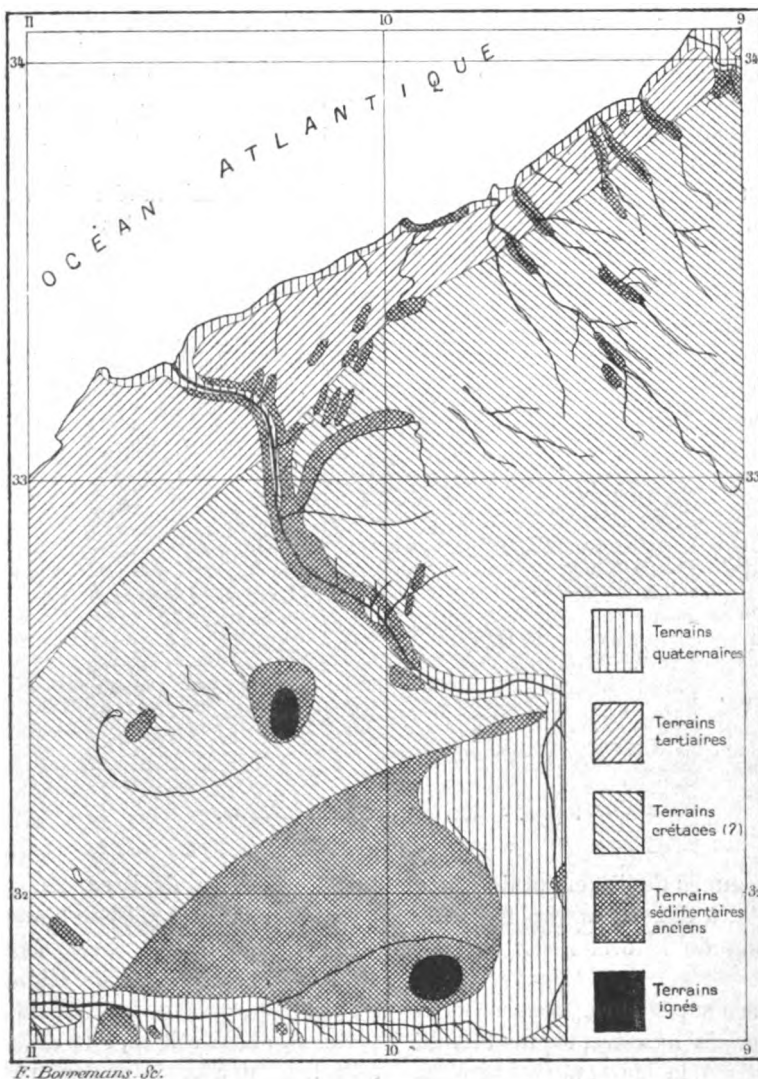 11 10 9
34 34
OCÉAN ATLANTIQUE
33 33
Terrains
quaternaires
Terrains
tertiaires
Terrains
crétacés (?)
32 32
Terrains
sédimentaires
anciens
Terrains
ignés
11 10 9
F. Borremans. Sc.